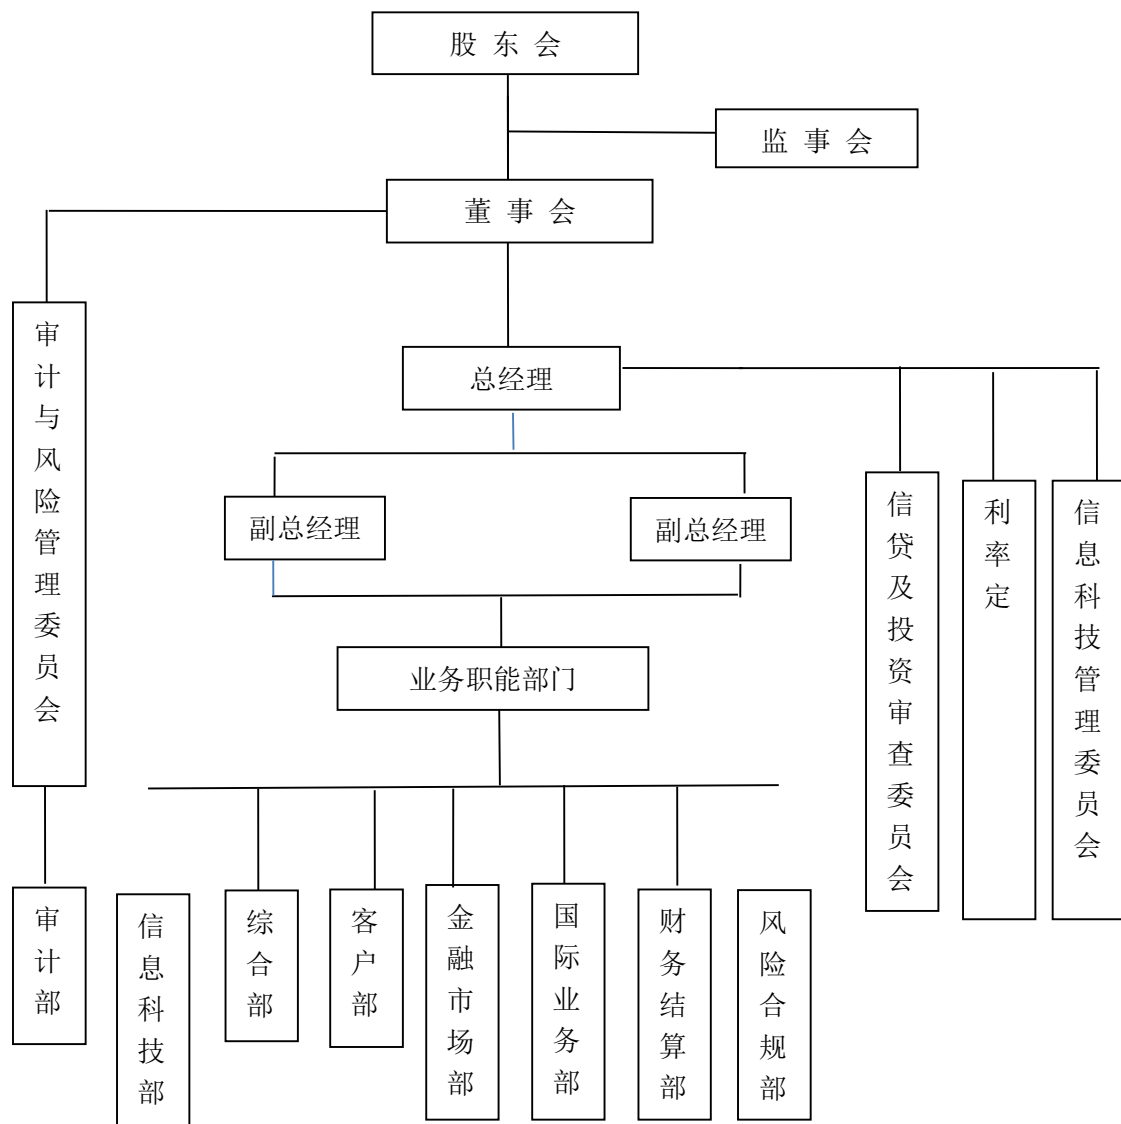 股 东 会
监 事 会
董 事 会
总经理
审计与风险管理委员会
副总经理
副总经理
信贷及投资审查委员会
利率定
信息科技管理委员会
业务职能部门
审计部
信息科技部
综合部
客户部
金融市场部
国际业务部
财务结算部
风险合规部